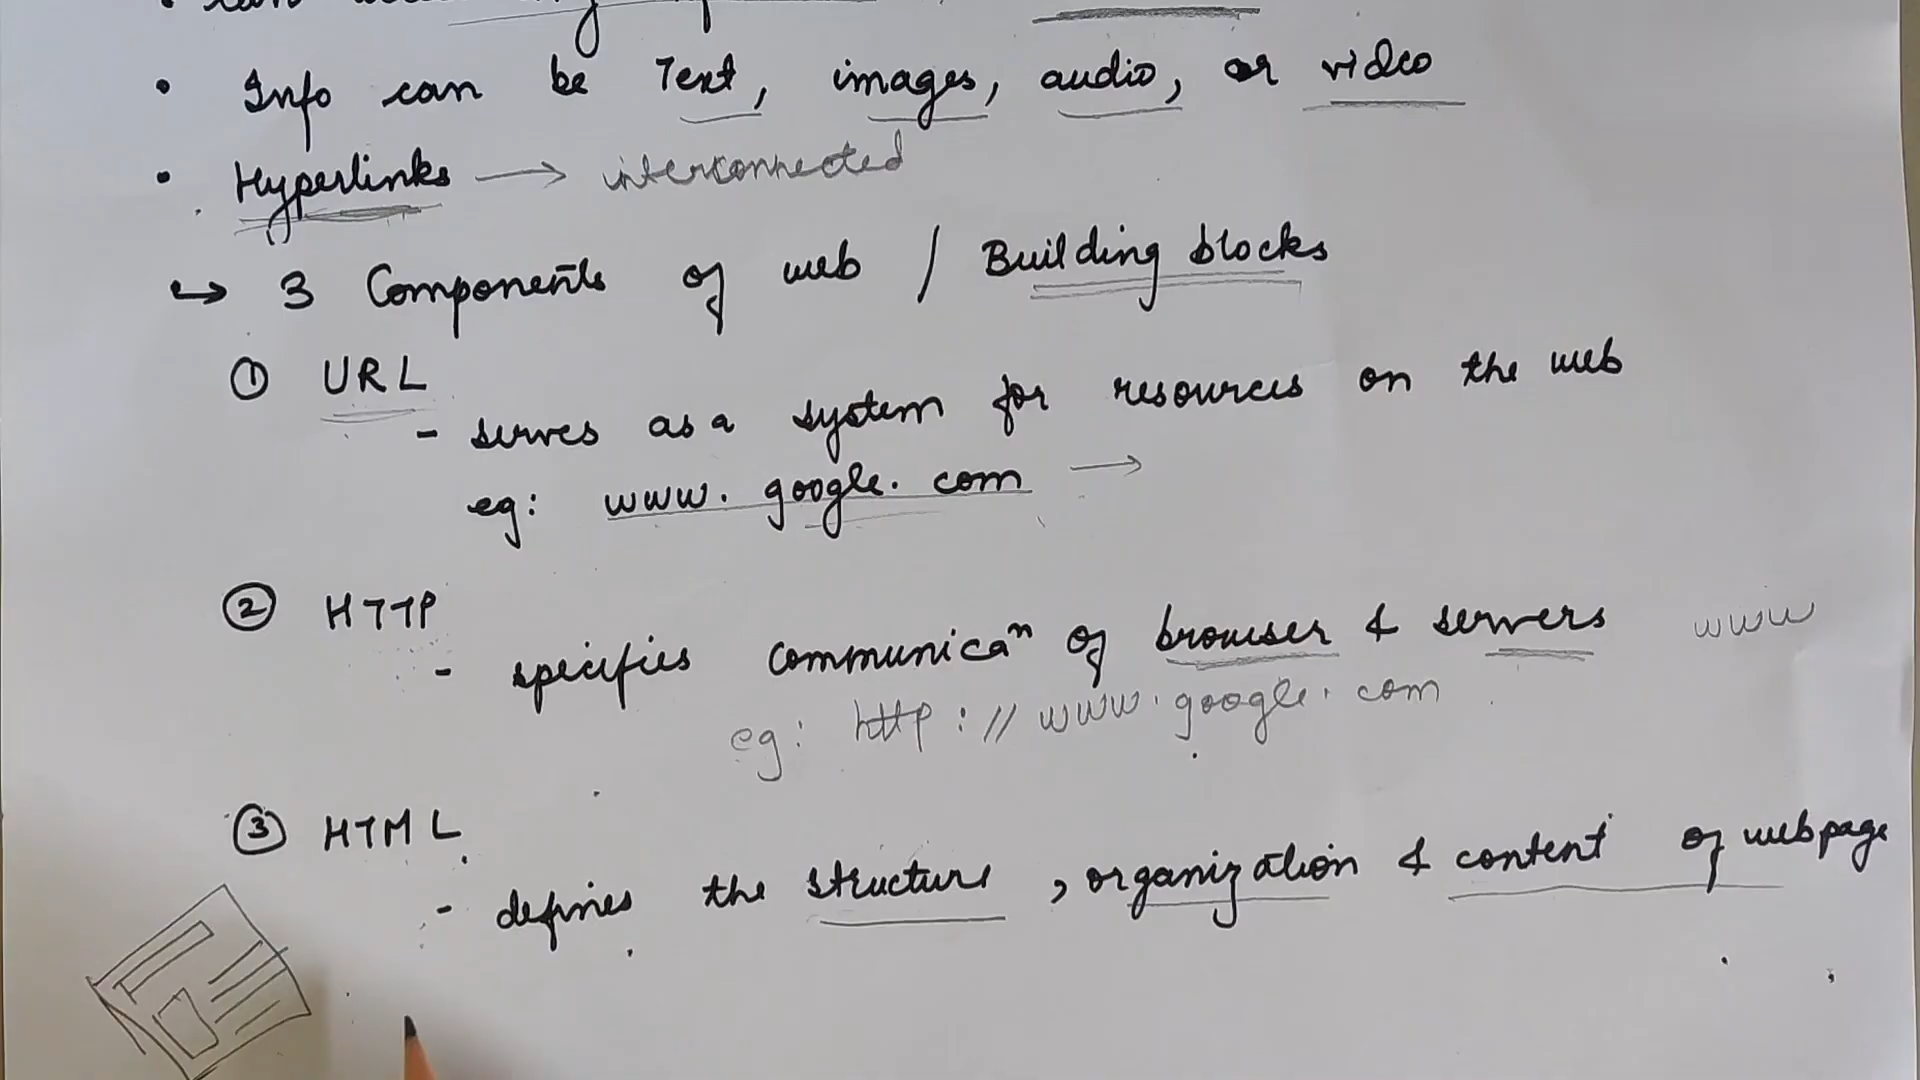 • can
• Info can be Text, images, audio, or video
• Hyperlinks → interconnected
↪ 3 Components of web / Building blocks
① URL
- serves as a system for resources on the web
eg: www.google.com →
② HTTP
- specifies communicaⁿ of browser & servers www
eg: http://www.google.com
③ HTML
- defines the structure, organization & content of webpage